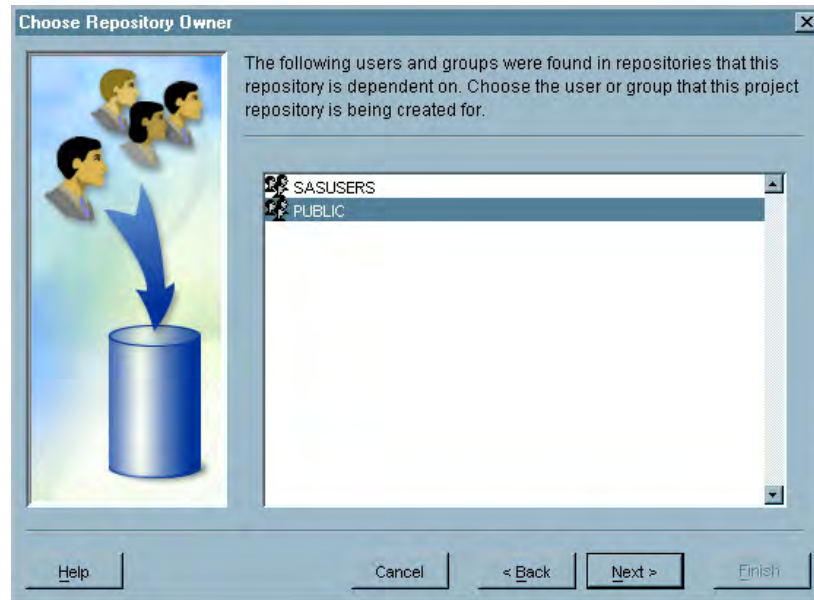 Choose Repository Owner
The following users and groups were found in repositories that this
repository is dependent on. Choose the user or group that this project
repository is being created for.
SASUSERS
PUBLIC
Help
Cancel
< Back
Next >
Finish